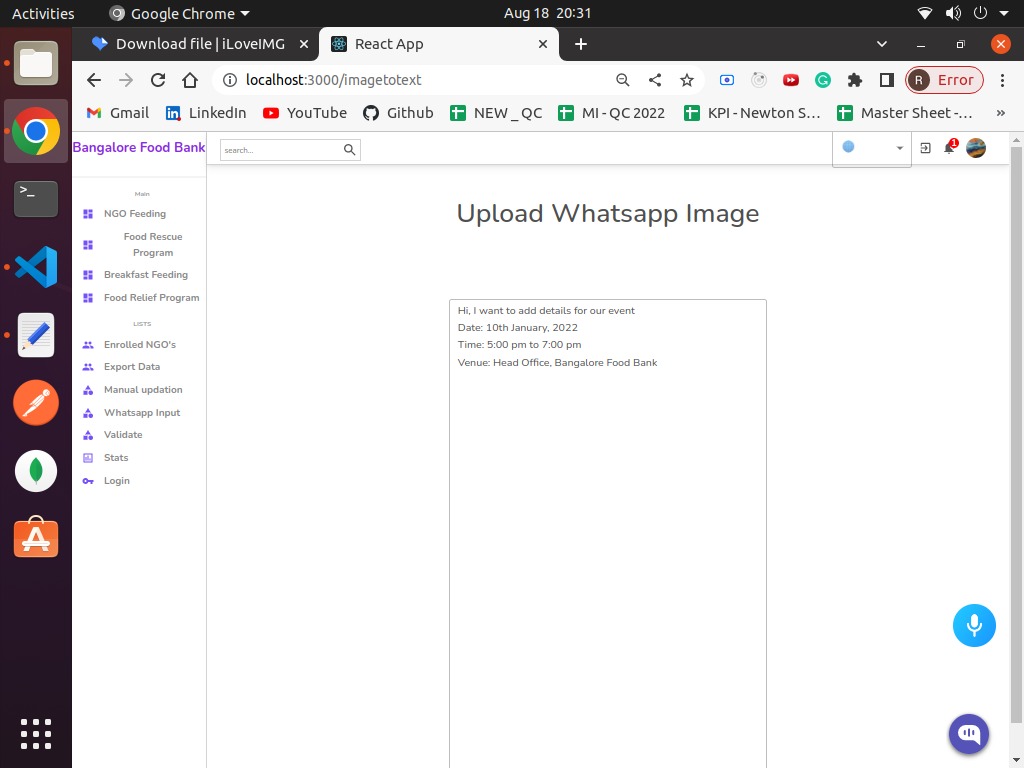 Activities
Google Chrome
Aug 18 20:31
Download file | iLoveIMG
React App
localhost:3000/imagetotext
R Error
Gmail
LinkedIn
YouTube
Github
NEW _ QC
MI - QC 2022
KPI - Newton S...
Master Sheet -...
»
Bangalore Food Bank
search...
1
Main
NGO Feeding
Food Rescue
Program
Breakfast Feeding
Food Relief Program
LISTS
Enrolled NGO's
Export Data
Manual updation
Whatsapp Input
Validate
Stats
Login
Upload Whatsapp Image
Hi, I want to add details for our event
Date: 10th January, 2022
Time: 5:00 pm to 7:00 pm
Venue: Head Office, Bangalore Food Bank